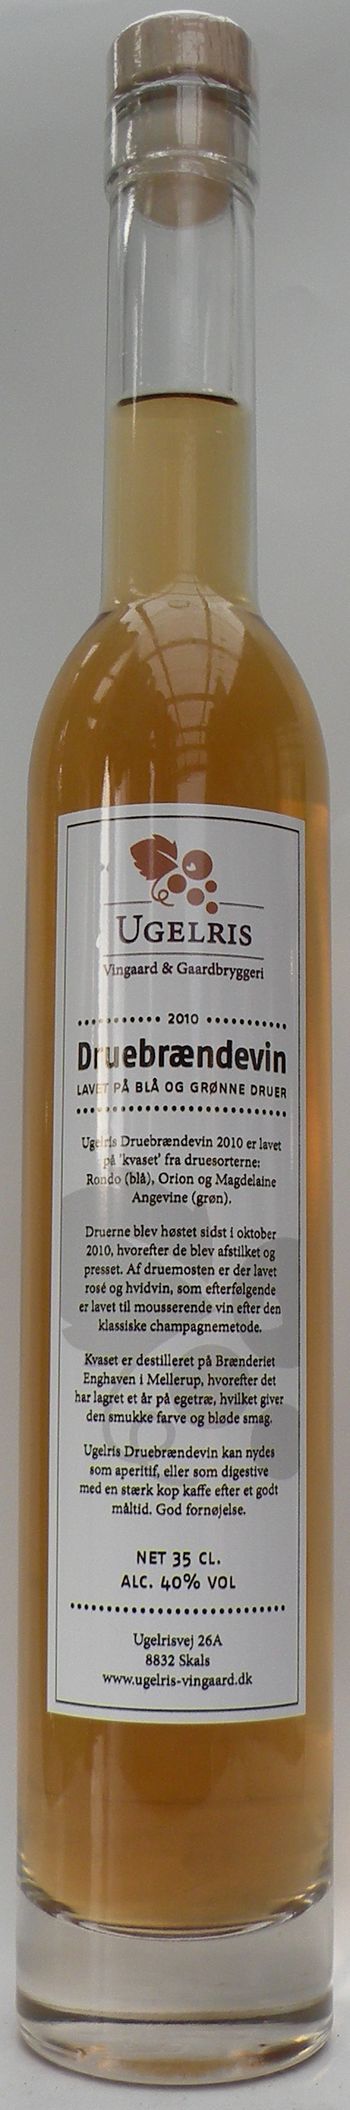 UGELRIS
Vingaard & Gaardbryggeri
2010
Druebrændevin
LAVET PÅ BLÅ OG GRØNNE DRUER
Ugelris Druebrændevin 2010 er lavet
på 'kvaset' fra druesorterne:
Rondo (blå), Orion og Magdelaine
Angevine (grøn).
Druerne blev høstet sidst i oktober
2010, hvorefter de blev afstilket og
presset. Af druemosten er der lavet
rosé og hvidvin, som efterfølgende
er lavet til mousserende vin efter den
klassiske champagnemetode.
Kvaset er destilleret på Brænderiet
Enghaven i Mellerup, hvorefter det
har lagret et år på egetræ, hvilket giver
den smukke farve og bløde smag.
Ugelris Druebrændevin kan nydes
som aperitif, eller som digestive
med en stærk kop kaffe efter et godt
måltid. God fornøjelse.
NET 35 CL.
ALC. 40% VOL
Ugelrisvej 26A
8832 Skals
www.ugelris-vingaard.dk